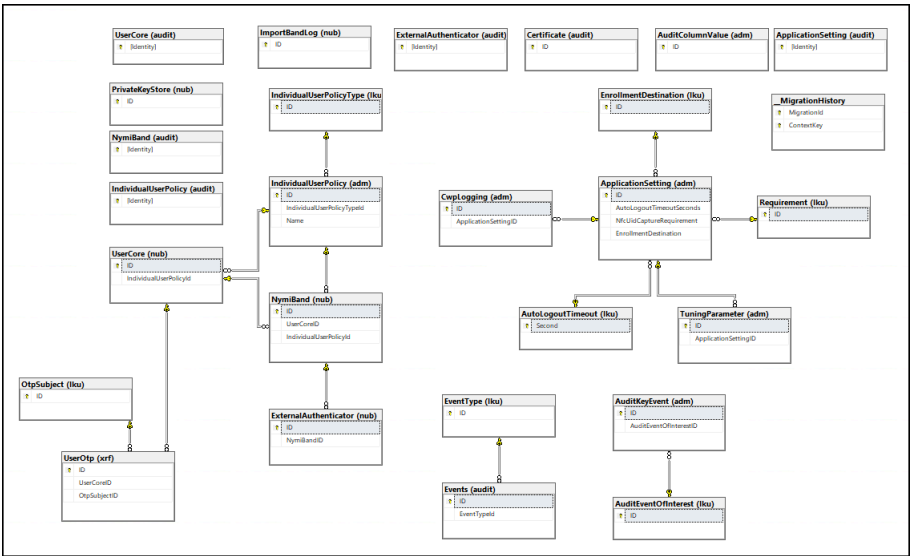 UserCore (audit)
[Identity]
ImportBandLog (nub)
ID
ExternalAuthenticator (audit)
[Identity]
Certificate (audit)
ID
AuditColumnValue (adm)
ID
ApplicationSetting (audit)
[Identity]
PrivateKeyStore (nub)
ID
NymiBand (audit)
[Identity]
IndividualUserPolicy (audit)
[Identity]
IndividualUserPolicyType (lku
ID
EnrollmentDestination (lku)
ID
__MigrationHistory
MigrationId
ContextKey
IndividualUserPolicy (adm)
ID
IndividualUserPolicyTypeId
Name
CwpLogging (adm)
ID
ApplicationSettingID
ApplicationSetting (adm)
ID
AutoLogoutTimeoutSeconds
NfcUidCaptureRequirement
EnrollmentDestination
Requirement (lku)
ID
UserCore (nub)
ID
IndividualUserPolicyId
NymiBand (nub)
ID
UserCoreID
IndividualUserPolicyId
AutoLogoutTimeout (lku)
Second
TuningParameter (adm)
ID
ApplicationSettingID
OtpSubject (lku)
ID
ExternalAuthenticator (nub)
ID
NymiBandID
EventType (lku)
ID
AuditKeyEvent (adm)
ID
AuditEventOfInterestID
UserOtp (xrf)
ID
UserCoreID
OtpSubjectID
Events (audit)
ID
EventTypeId
AuditEventOfInterest (lku)
ID